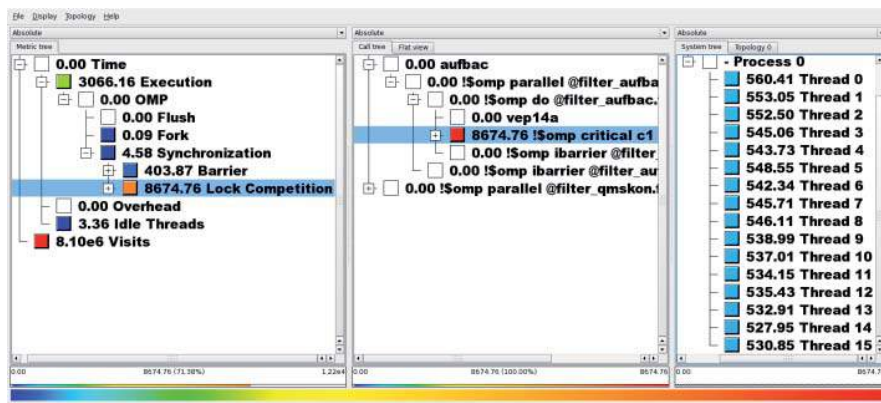 File Display Topology Help
Absolute
Metric tree
0.00 Time
3066.16 Execution
0.00 OMP
0.00 Flush
0.09 Fork
4.58 Synchronization
403.87 Barrier
8674.76 Lock Competition
0.00 Overhead
3.36 Idle Threads
8.10e6 Visits
0.00 8674.76 (71.38%) 1.22e4
Absolute
Call tree Flat view
0.00 aufbac
0.00 !$omp parallel @filter_aufba
0.00 !$omp do @filter_aufbac.
0.00 vep14a
8674.76 !$omp critical c1
0.00 !$omp ibarrier @filter_
0.00 !$omp ibarrier @filter_au
0.00 !$omp parallel @filter_qmskon.
0.00 8674.76 (100.00%) 8674.76
Absolute
System tree Topology 0
- Process 0
560.41 Thread 0
553.05 Thread 1
552.50 Thread 2
545.06 Thread 3
543.73 Thread 4
548.55 Thread 5
542.34 Thread 6
545.71 Thread 7
546.11 Thread 8
538.99 Thread 9
537.01 Thread 10
534.15 Thread 11
535.43 Thread 12
532.91 Thread 13
527.95 Thread 14
530.85 Thread 15
0.00 8674.7